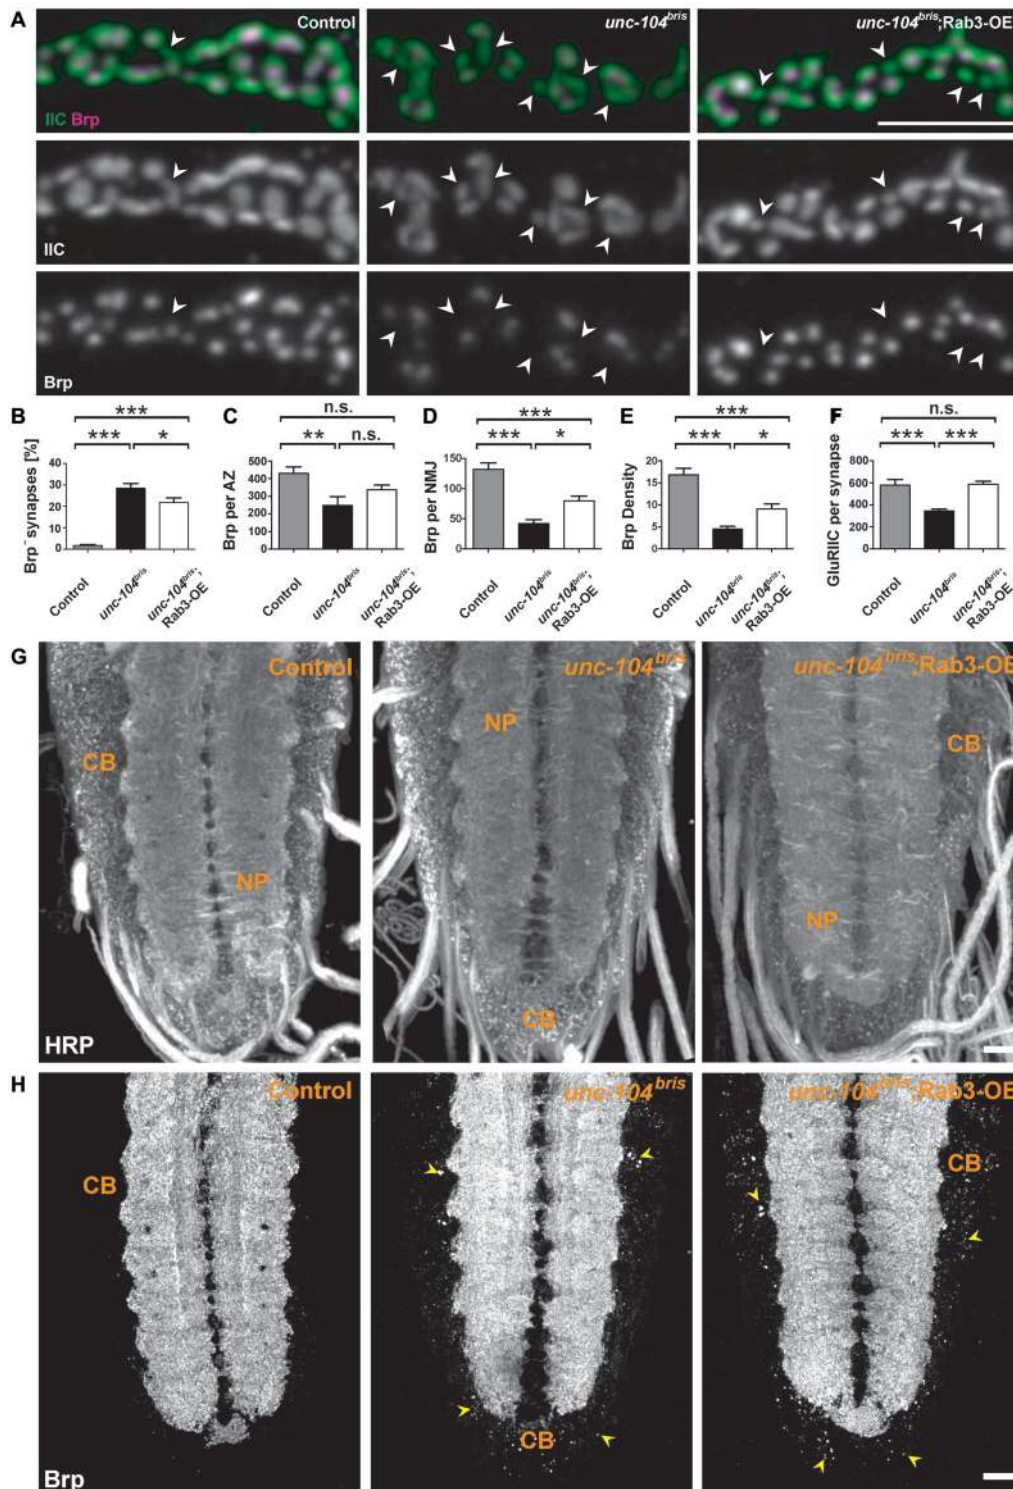 A
Control
unc-104bris
unc-104bris;Rab3-OE
IIC Brp
IIC
Brp
B
C
D
E
F
***
***
*
n.s.
**
n.s.
***
***
*
***
***
*
n.s.
***
***
Brp- synapses [%]
40
30
20
10
0
Control
unc-104bris
unc-104bris;
Rab3-OE
Brp per AZ
500
400
300
200
100
0
Control
unc-104bris
unc-104bris;
Rab3-OE
Brp per NMJ
150
100
50
0
Control
unc-104bris
unc-104bris;
Rab3-OE
Brp Density
20
15
10
5
0
Control
unc-104bris
unc-104bris;
Rab3-OE
GluRIIC per synapse
800
600
400
200
0
Control
unc-104bris
unc-104bris;
Rab3-OE
G
Control
unc-104bris
unc-104bris;Rab3-OE
CB
NP
NP
CB
CB
NP
HRP
H
Control
unc-104bris
unc-104bris;Rab3-OE
CB
CB
CB
Brp